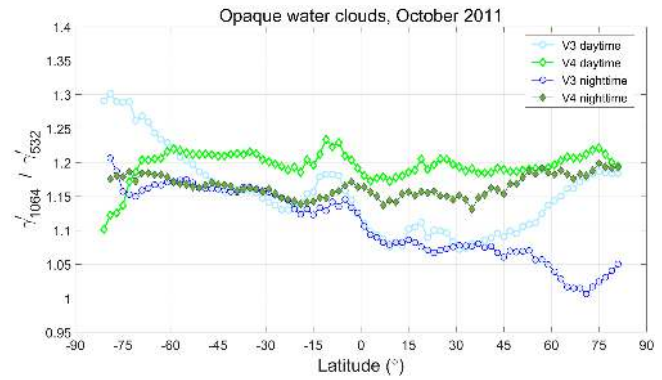 Opaque water clouds, October 2011
1.4
1.35
1.3
1.25
1.2
1.15
1.1
1.05
1
0.95
γ′1064 / γ′532
V3 daytime
V4 daytime
V3 nighttime
V4 nighttime
-90 -75 -60 -45 -30 -15 0 15 30 45 60 75 90
Latitude (°)